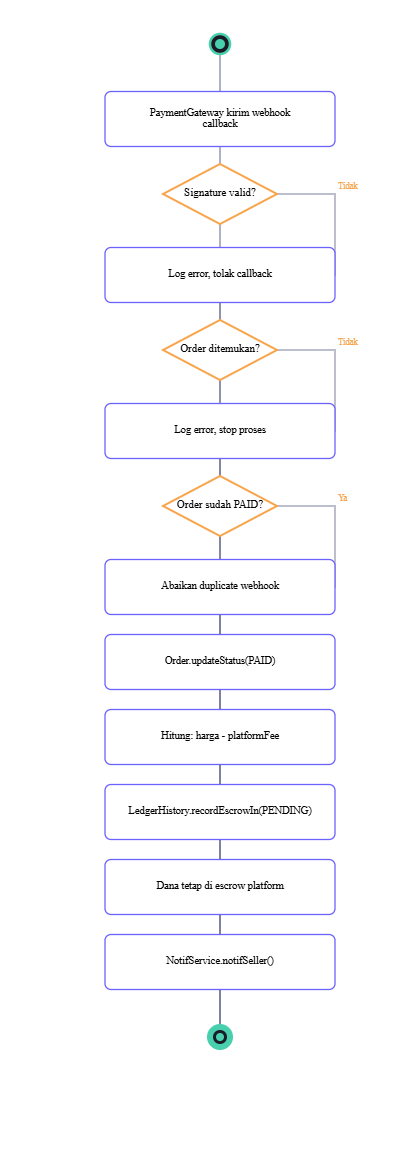 PaymentGateway kirim webhook
callback
Tidak
Signature valid?
Log error, tolak callback
Tidak
Order ditemukan?
Log error, stop proses
Ya
Order sudah PAID?
Abaikan duplicate webhook
Order.updateStatus(PAID)
Hitung: harga - platformFee
LedgerHistory.recordEscrowIn(PENDING)
Dana tetap di escrow platform
NotifService.notifSeller()